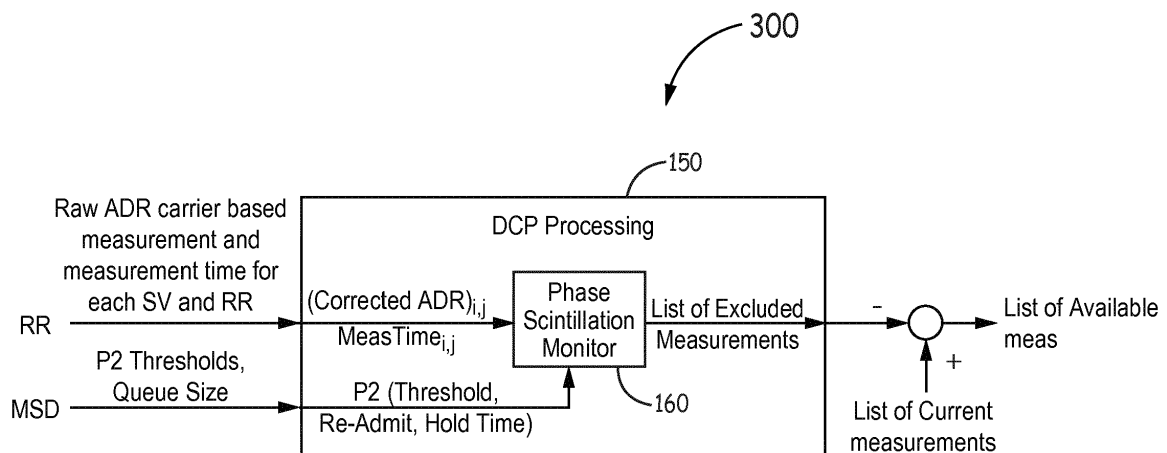 300
150
DCP Processing
Raw ADR carrier based
measurement and
measurement time for
each SV and RR
RR
(Corrected ADR)i,j
MeasTimei,j
Phase
Scintillation
Monitor
160
List of Excluded
Measurements
-
+
List of Available
meas
List of Current
measurements
P2 Thresholds,
Queue Size
MSD
P2 (Threshold,
Re-Admit, Hold Time)